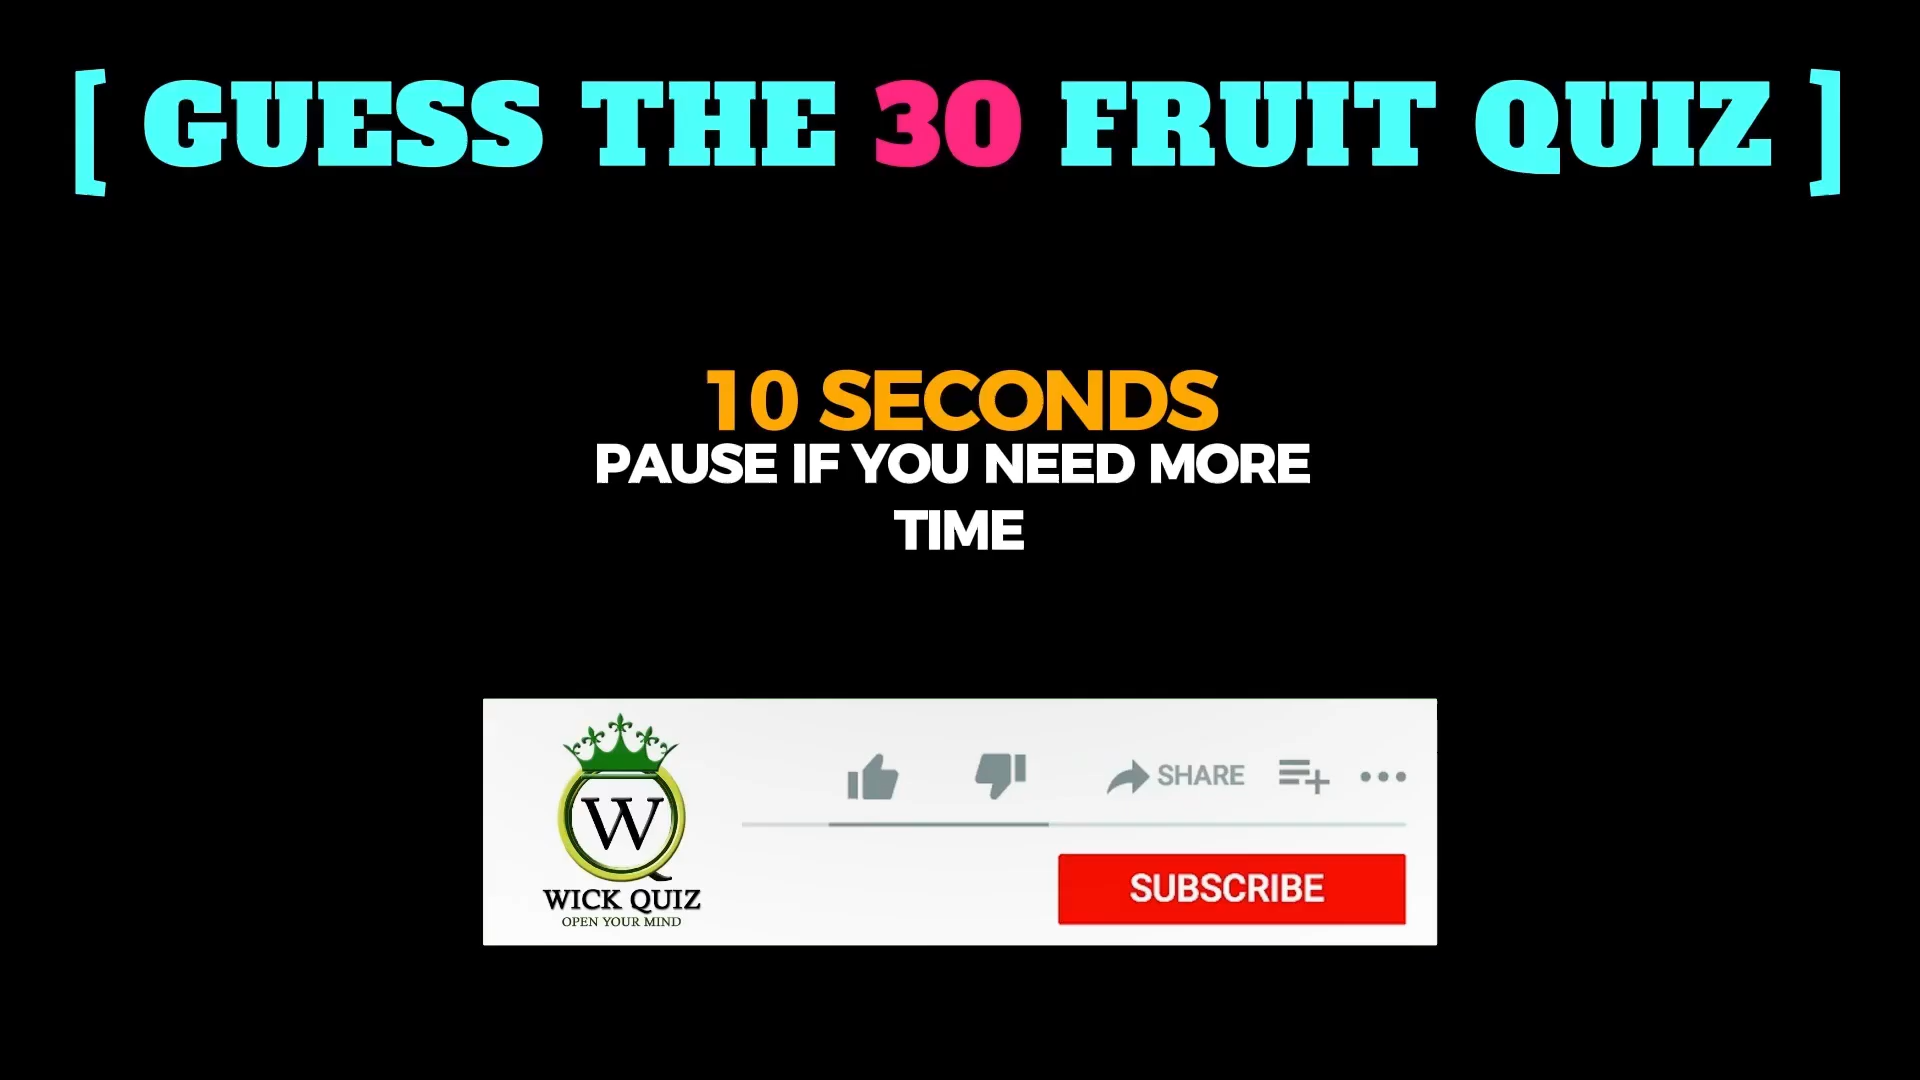 [ GUESS THE 30 FRUIT QUIZ ]
10 SECONDS
PAUSE IF YOU NEED MORE
TIME
SHARE
W
SUBSCRIBE
WICK QUIZ
OPEN YOUR MIND